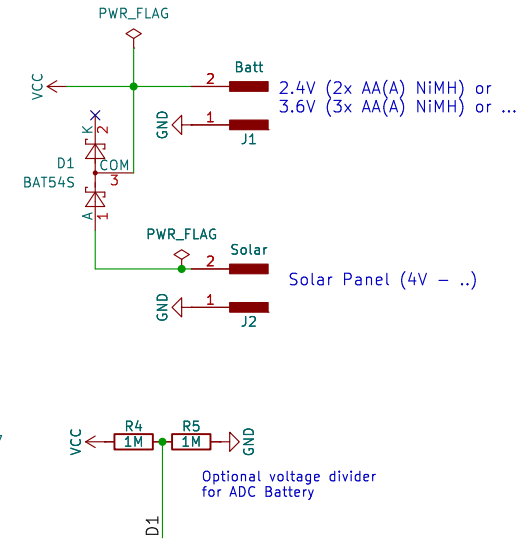 PWR_FLAG
VCC
2
Batt
2.4V (2x AA(A) NiMH) or
3.6V (3x AA(A) NiMH) or ...
GND
1
J1
K
2
D1
COM
BAT54S
3
A
1
PWR_FLAG
2
Solar
Solar Panel (4V - ..)
GND
1
J2
VCC
R4
1M
R5
1M
GND
Optional voltage divider
for ADC Battery
D1